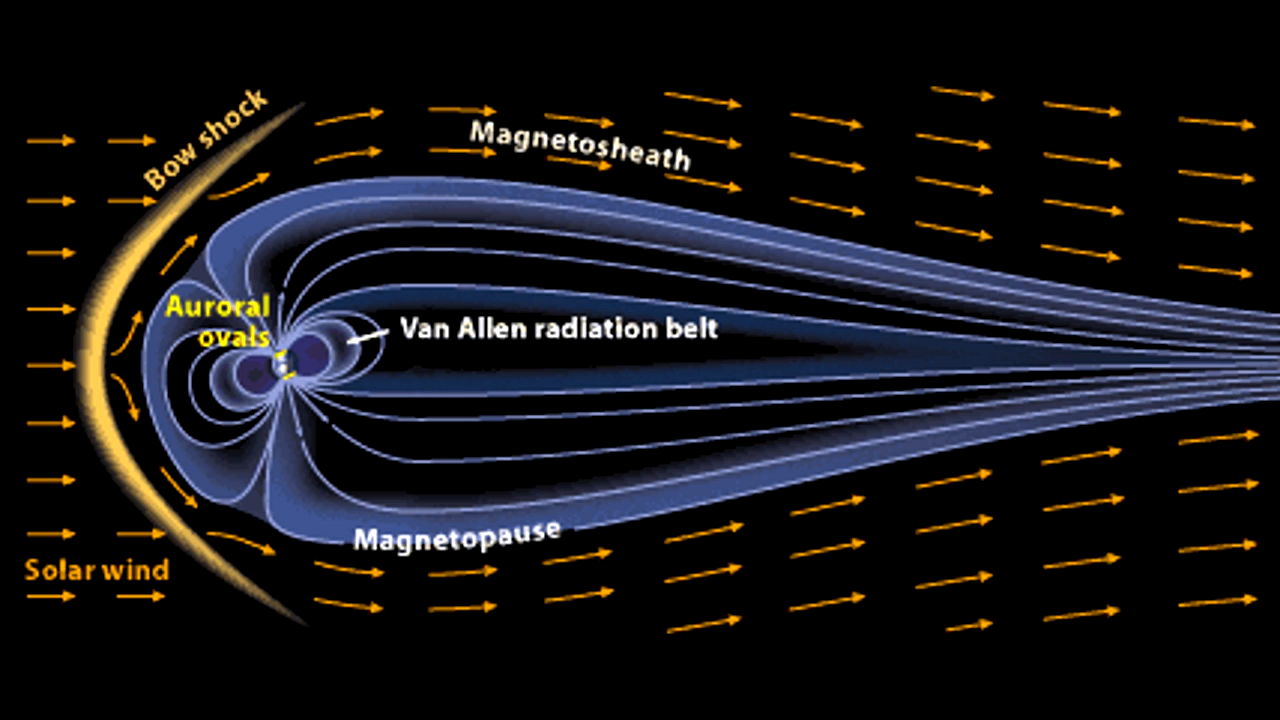 Bow shock
Magnetosheath
Auroral
ovals
Van Allen radiation belt
Magnetopause
Solar wind